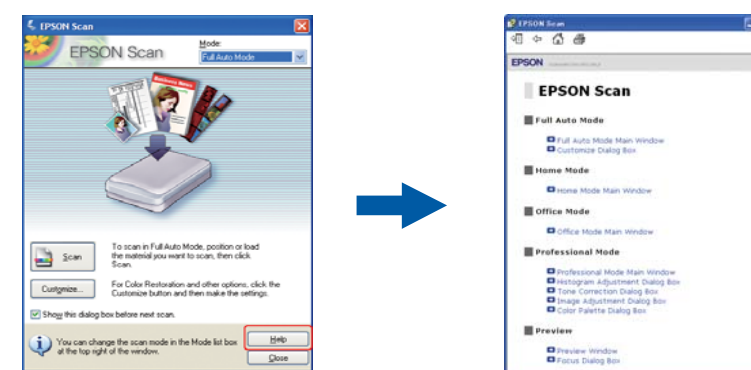 EPSON Scan
EPSON Scan
Mode:
Full Auto Mode
Scan
To scan in Full Auto Mode, position or load
the material you want to scan, then click
Scan.
Customize...
For Color Restoration and other options, click the
Customize button and then make the settings.
Show this dialog box before next scan.
You can change the scan mode in the Mode list box
at the top right of the window.
Help
Close
EPSON Scan
EPSON
EPSON Scan
Full Auto Mode
Full Auto Mode Main Window
Customize Dialog Box
Home Mode
Home Mode Main Window
Office Mode
Office Mode Main Window
Professional Mode
Professional Mode Main Window
Histogram Adjustment Dialog Box
Tone Correction Dialog Box
Image Adjustment Dialog Box
Color Palette Dialog Box
Preview
Preview Window
Focus Dialog Box